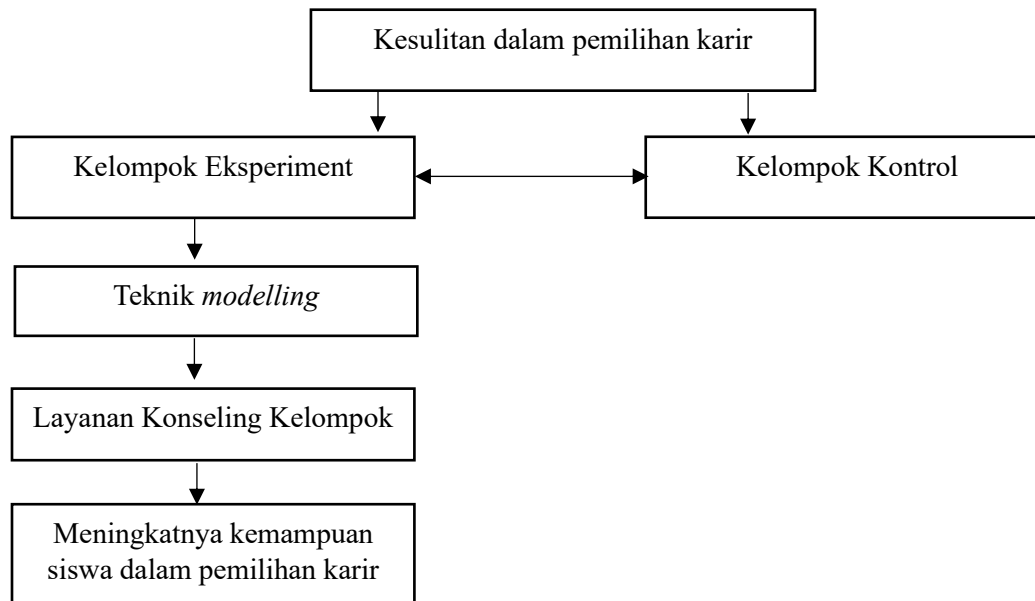 Kesulitan dalam pemilihan karir
Kelompok Eksperiment
Kelompok Kontrol
Teknik modelling
Layanan Konseling Kelompok
Meningkatnya kemampuan
siswa dalam pemilihan karir